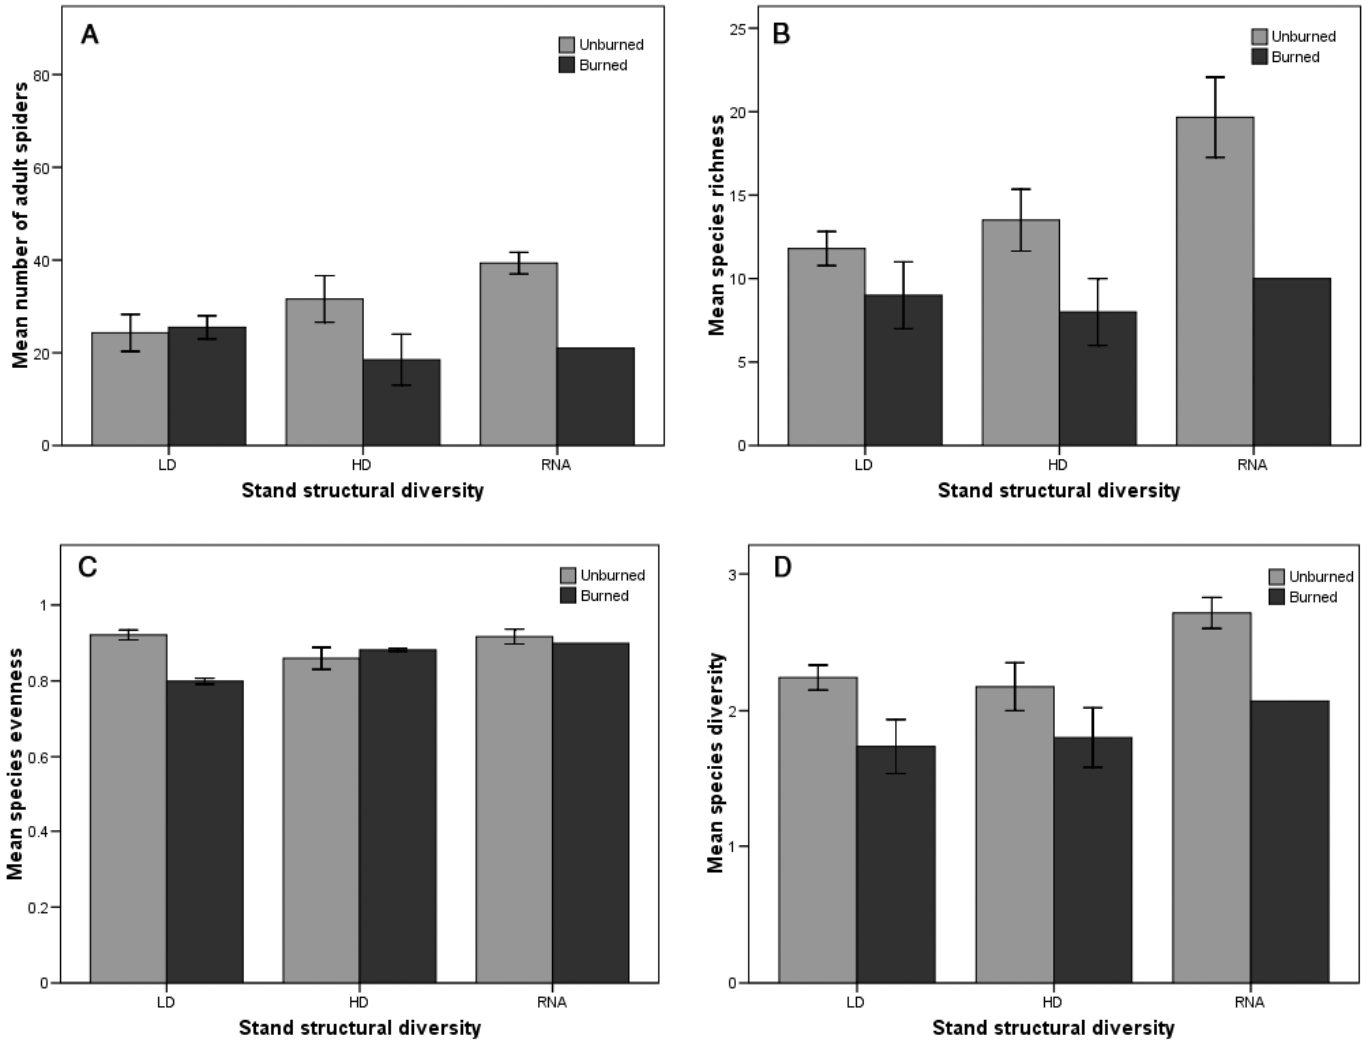 A
Unburned
Burned
Mean number of adult spiders
80
60
40
20
0
LD
HD
RNA
Stand structural diversity
B
Unburned
Burned
Mean species richness
25
20
15
10
5
0
LD
HD
RNA
Stand structural diversity
C
Unburned
Burned
Mean species evenness
1
0.8
0.6
0.4
0.2
0
LD
HD
RNA
Stand structural diversity
D
Unburned
Burned
Mean species diversity
3
2
1
0
LD
HD
RNA
Stand structural diversity